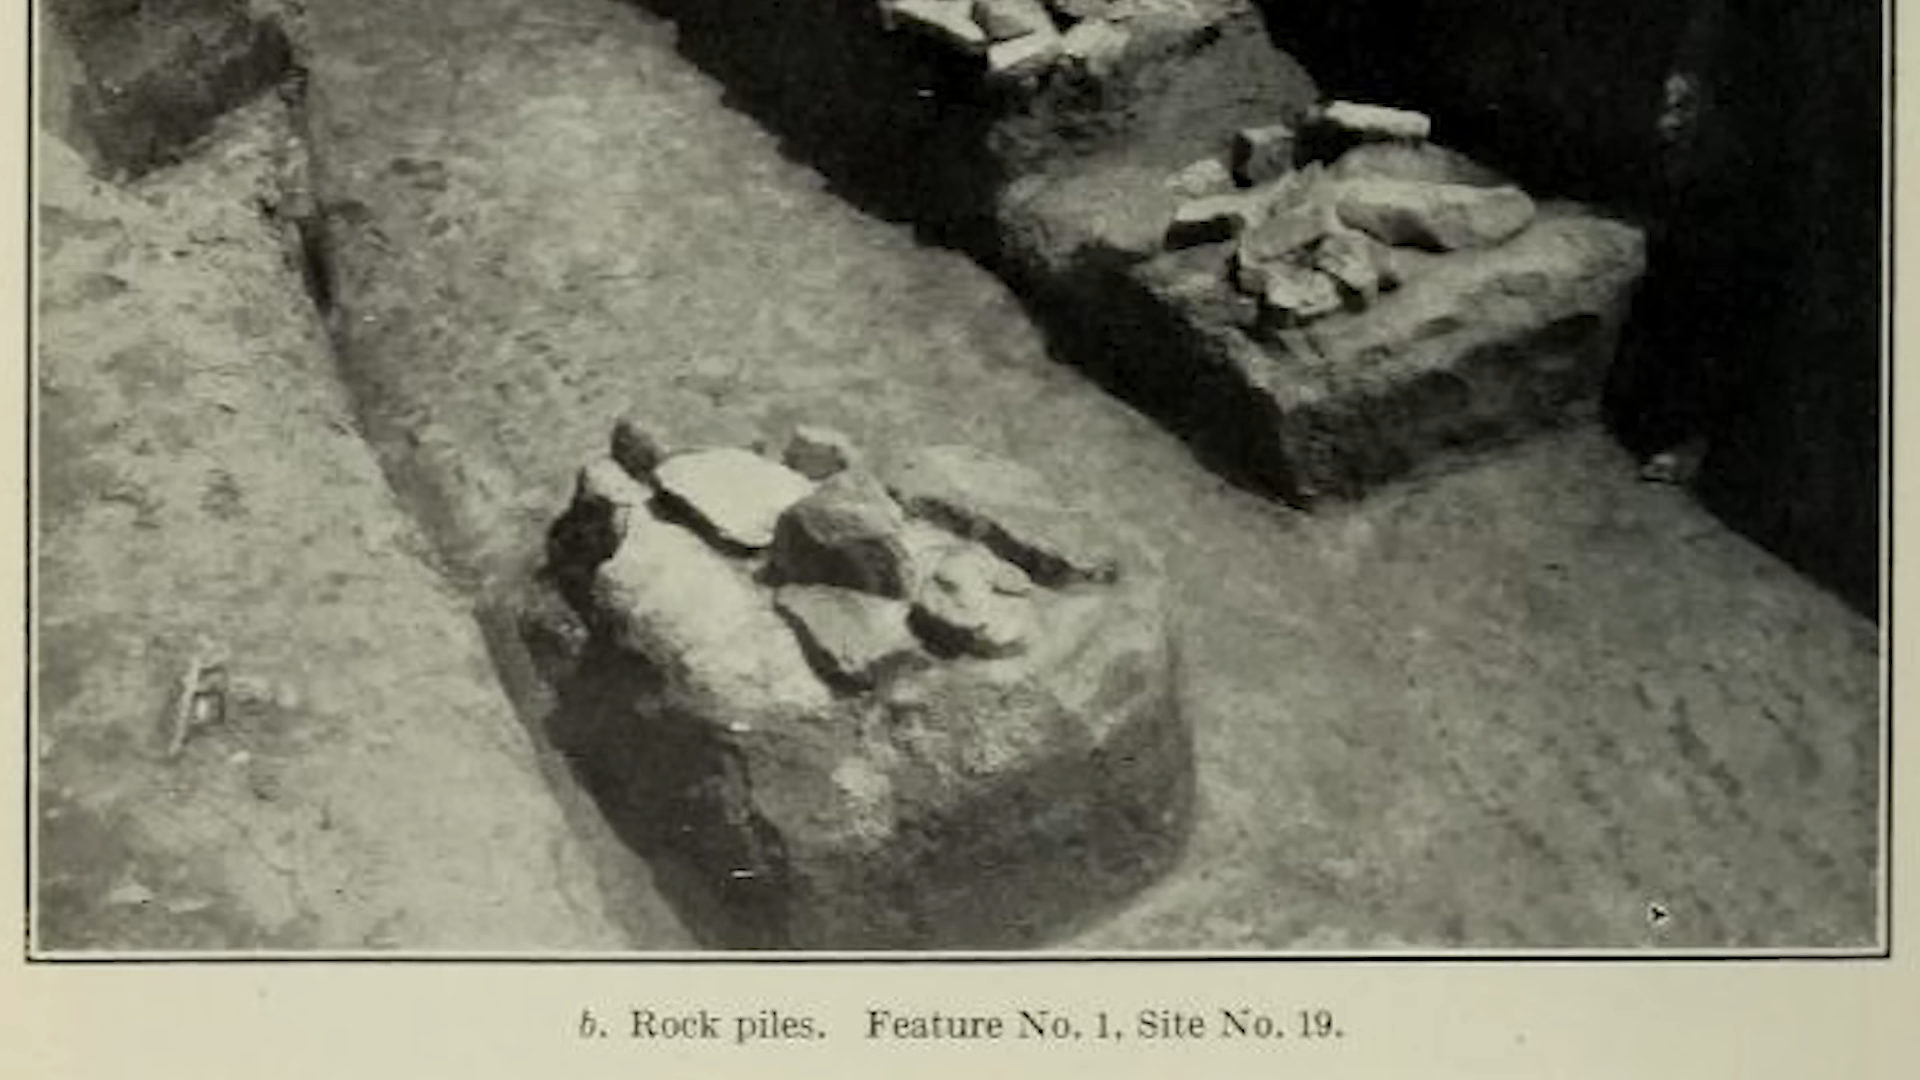 b. Rock piles. Feature No. 1, Site No. 19.